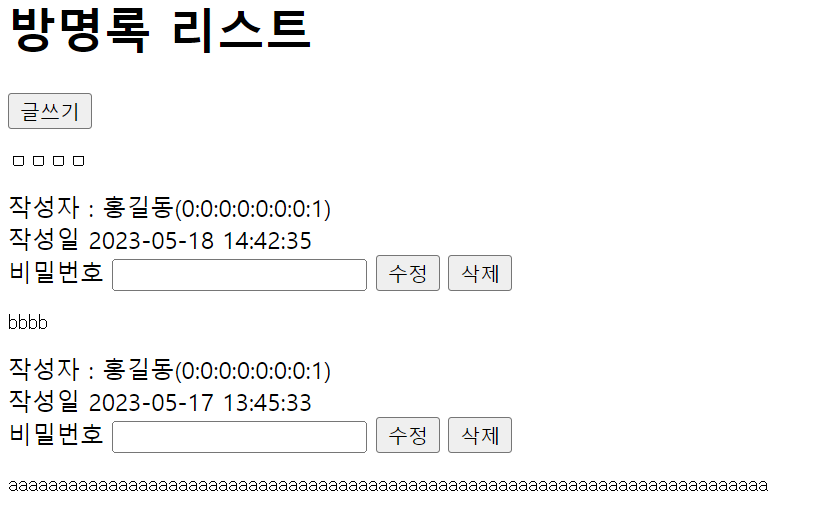 방명록 리스트
글쓰기
ㅁㅁㅁㅁ
작성자 : 홍길동(0:0:0:0:0:0:0:1)
작성일 2023-05-18 14:42:35
비밀번호 수정 삭제
bbbb
작성자 : 홍길동(0:0:0:0:0:0:0:1)
작성일 2023-05-17 13:45:33
비밀번호 수정 삭제
aaaaaaaaaaaaaaaaaaaaaaaaaaaaaaaaaaaaaaaaaaaaaaaaaaaaaaaaaaaaaaaaaaaaaaaaaaaa